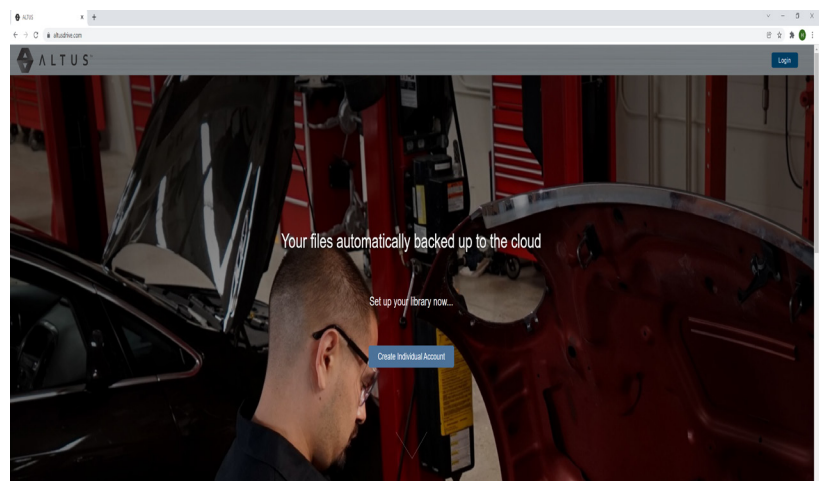 ALTUS
altusdrive.com
ALTUS
Login
Your files automatically backed up to the cloud
Set up your library now...
Create Individual Account